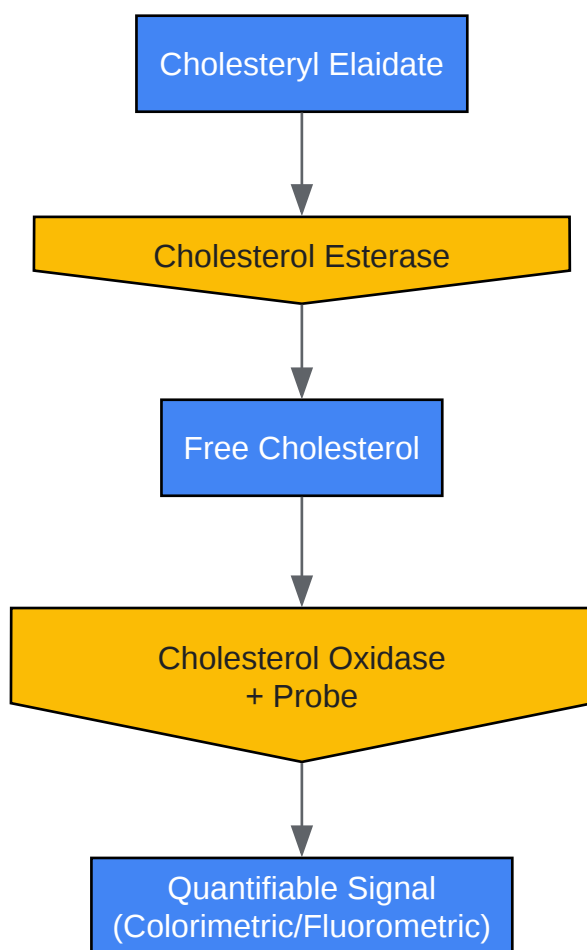 Cholesteryl Elaidate
Cholesterol Esterase
Free Cholesterol
Cholesterol Oxidase
+ Probe
Quantifiable Signal
(Colorimetric/Fluorometric)